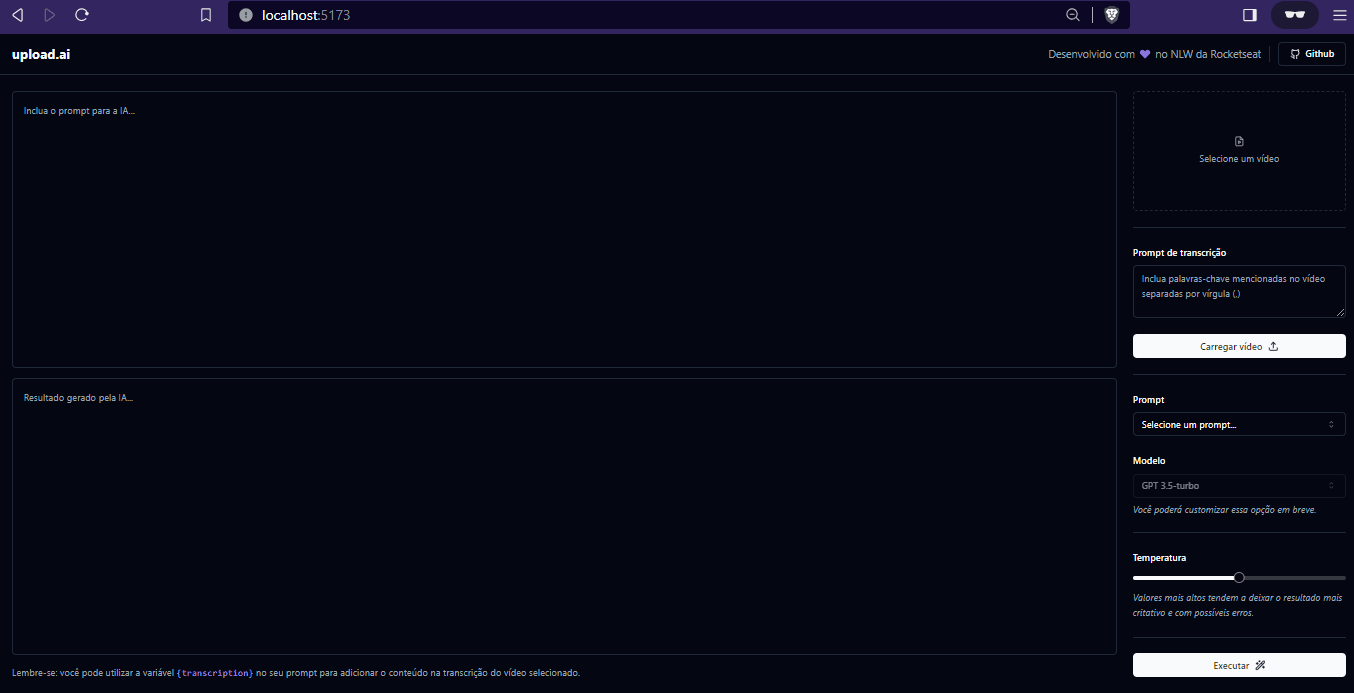 localhost:5173
upload.ai
Desenvolvido com 💜 no NLW da Rocketseat
Github
Inclua o prompt para a IA...
Resultado gerado pela IA...
Lembre-se: você pode utilizar a variável {transcription} no seu prompt para adicionar o conteúdo na transcrição do vídeo selecionado.
Selecione um vídeo
Prompt de transcrição
Inclua palavras-chave mencionadas no vídeo
separadas por vírgula (,)
Carregar vídeo
Prompt
Selecione um prompt...
Modelo
GPT 3.5-turbo
Você poderá customizar essa opção em breve.
Temperatura
Valores mais altos tendem a deixar o resultado mais
critativo e com possíveis erros.
Executar